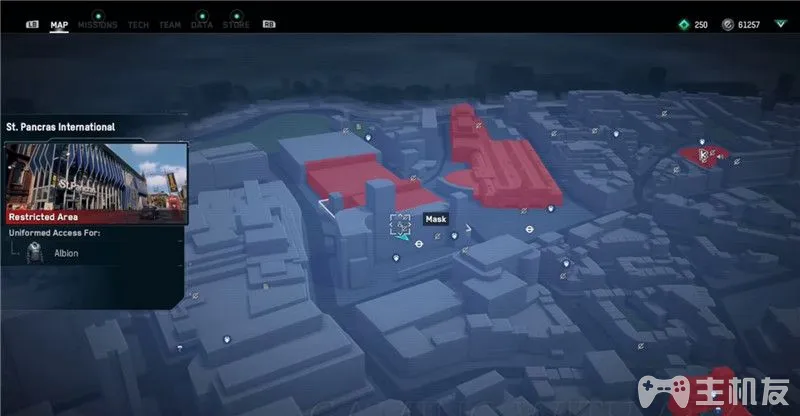 LB MAP MISSIONS TECH TEAM DATA STORE RB 250 61257
St. Pancras International
ST PANCRAS
Restricted Area
Uniformed Access For:
Albion
Mask
主机友